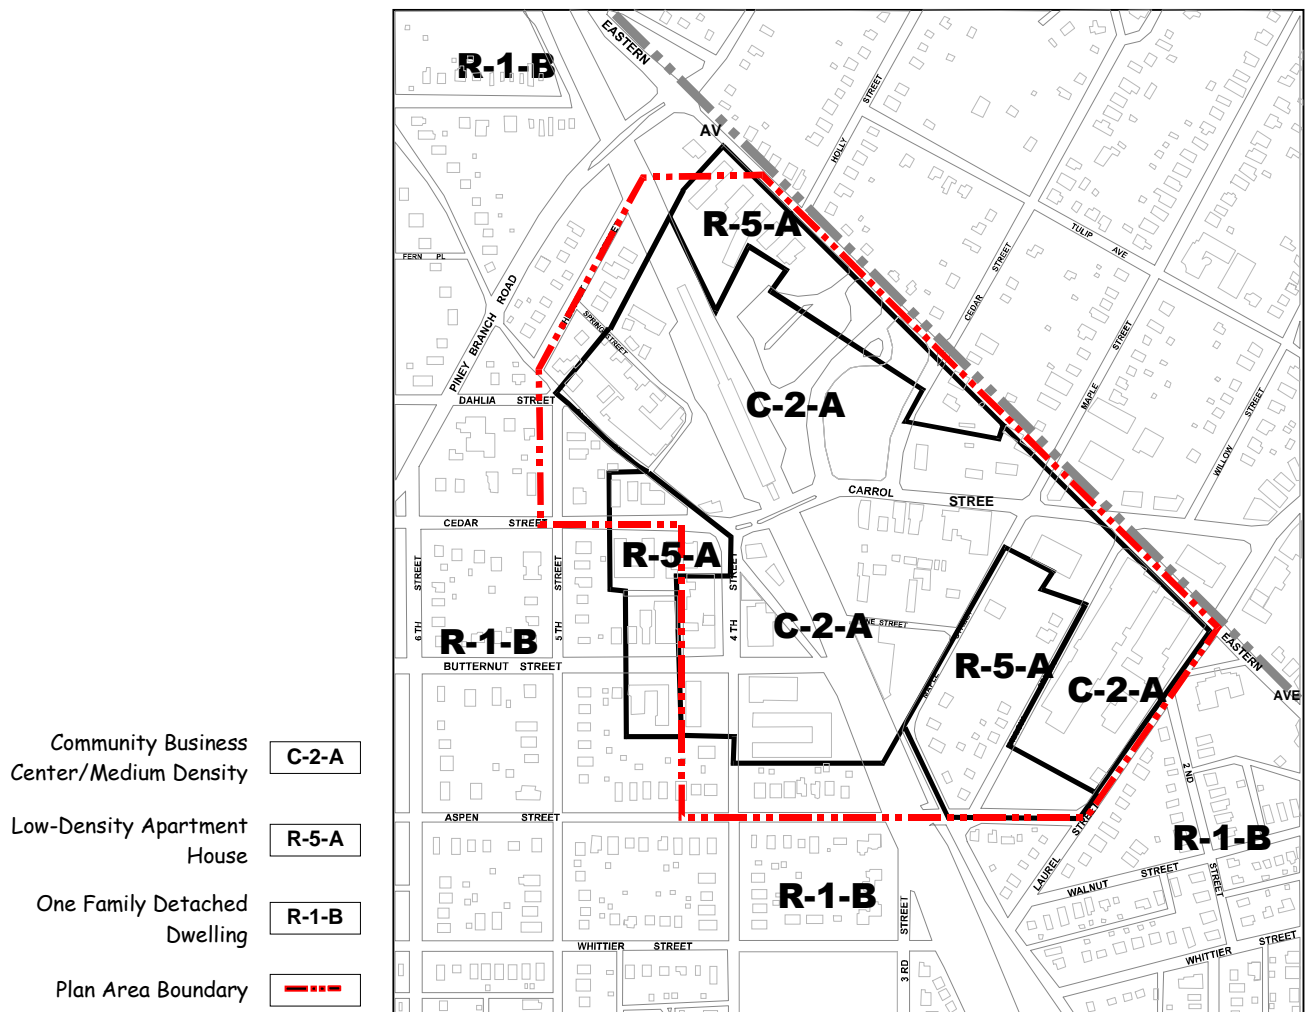 EASTERN
R-1-B
AV
STREET
HOLLY
R-5-A
TULIP
AVE
FERN PL
STREET
PINEY BRANCH ROAD
CEDAR
SPRING STREET
STREET
MAPLE
DAHLIA STREET
C-2-A
STREET
WILLOW
CARROL STREE
CEDAR STREET
R-5-A
STREET
6 TH
STREET
5 TH
STREET
4 TH
R-1-B
BUTTERNUT STREET
C-2-A
STREET
MAPLE
R-5-A
C-2-A
EASTERN
AVE
2 ND
STREET
ASPEN STREET
STREET
LAUREL
R-1-B
WALNUT STREET
R-1-B
STREET
3 RD
WHITTIER STREET
WHITTIER STREET
Community Business
Center/Medium Density
C-2-A
Low-Density Apartment
House
R-5-A
One Family Detached
Dwelling
R-1-B
Plan Area Boundary